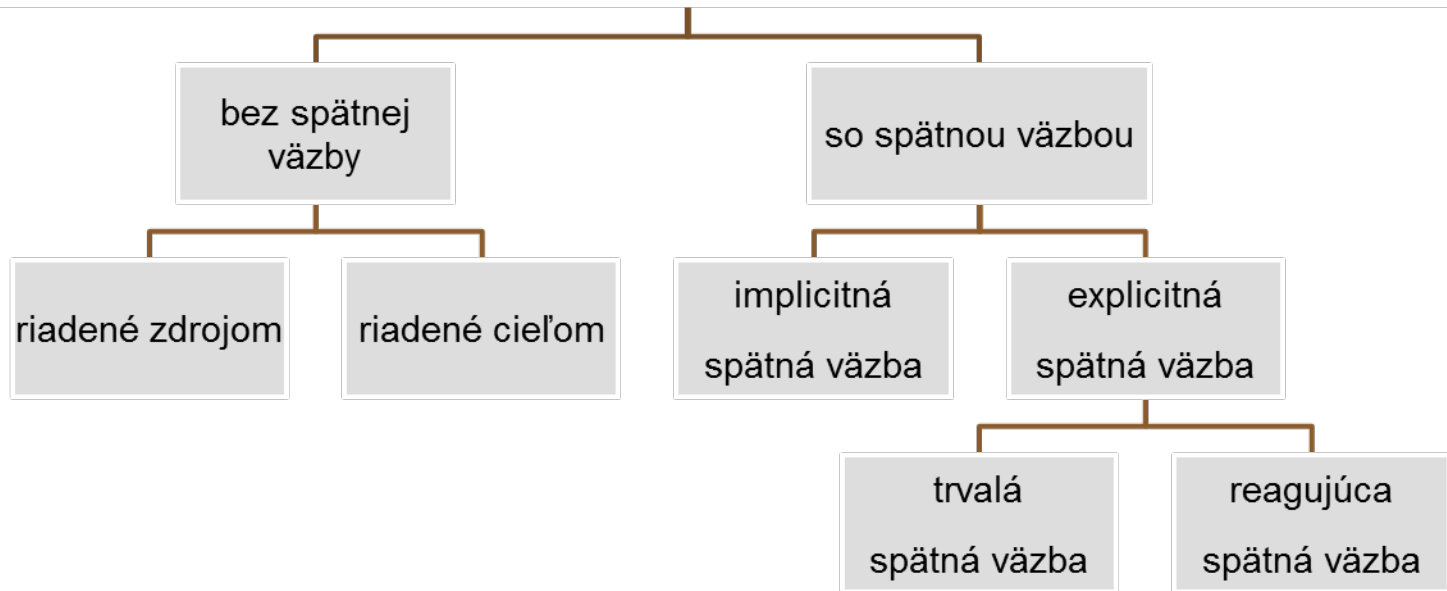 bez spätnej
väzby
so spätnou väzbou
riadené zdrojom
riadené cieľom
implicitná
spätná väzba
explicitná
spätná väzba
trvalá
spätná väzba
reagujúca
spätná väzba